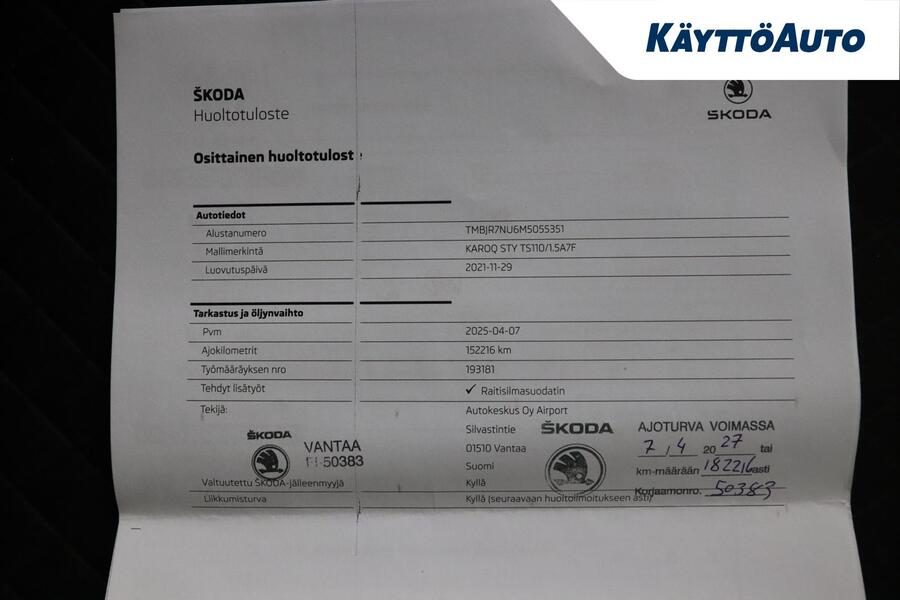 KÄYTTÖAUTO
ŠKODA
Huoltotuloste
ŠKODA
Osittainen huoltotuloste
Autotiedot
Alustanumero TMBJR7NU6M5055351
Mallimerkintä KAROQ STY TS110/1.5A7F
Luovutuspäivä 2021-11-29
Tarkastus ja öljynvaihto
Pvm 2025-04-07
Ajokilometrit 152216 km
Työmääräyksen nro 193181
Tehdyt lisätyöt ✓ Raitisilmasuodatin
Tekijä: Autokeskus Oy Airport
Silvastintie
01510 Vantaa
Suomi
ŠKODA
VANTAA
FI-50383
ŠKODA
AJOTURVA VOIMASSA
7 / 4 2027 tai
km-määrään 182216 asti
Korjaamonro. 50383
Valtuutettu ŠKODA-jälleenmyyjä Kyllä
Liikkumisturva Kyllä (seuraavaan huoltoilmoitukseen asti)